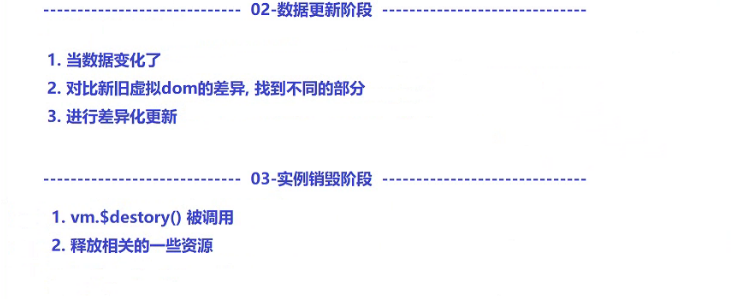 --------------------------- 02-数据更新阶段 ----------------------------
1. 当数据变化了
2. 对比新旧虚拟dom的差异, 找到不同的部分
3. 进行差异化更新
--------------------------- 03-实例销毁阶段 ----------------------------
1. vm.$destory() 被调用
2. 释放相关的一些资源